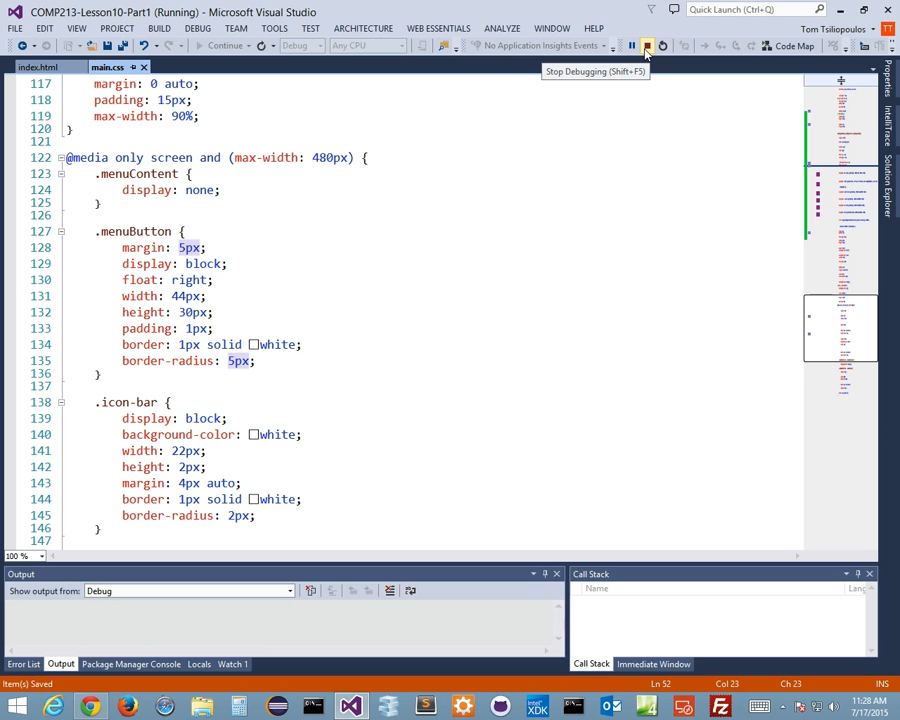 COMP213-Lesson10-Part1 (Running) - Microsoft Visual Studio
Quick Launch (Ctrl+Q)
FILE EDIT VIEW PROJECT BUILD DEBUG TEAM TOOLS TEST ARCHITECTURE WEB ESSENTIALS ANALYZE WINDOW HELP
Tom Tsiliopoulos TT
Continue Debug Any CPU No Application Insights Events Code Map
index.html main.css
Stop Debugging (Shift+F5)
117 margin: 0 auto;
118 padding: 15px;
119 max-width: 90%;
120 }
121
122 @media only screen and (max-width: 480px) {
123 .menuContent {
124 display: none;
125 }
126
127 .menuButton {
128 margin: 5px;
129 display: block;
130 float: right;
131 width: 44px;
132 height: 30px;
133 padding: 1px;
134 border: 1px solid white;
135 border-radius: 5px;
136 }
137
138 .icon-bar {
139 display: block;
140 background-color: white;
141 width: 22px;
142 height: 2px;
143 margin: 4px auto;
144 border: 1px solid white;
145 border-radius: 2px;
146 }
147
Properties
IntelliTrace
Solution Explorer
100 %
Output
Show output from: Debug
Call Stack
Name Lang
Error List Output Package Manager Console Locals Watch 1
Call Stack Immediate Window
Item(s) Saved Ln 52 Col 23 Ch 23 INS
XDK
11:28 AM
7/17/2015